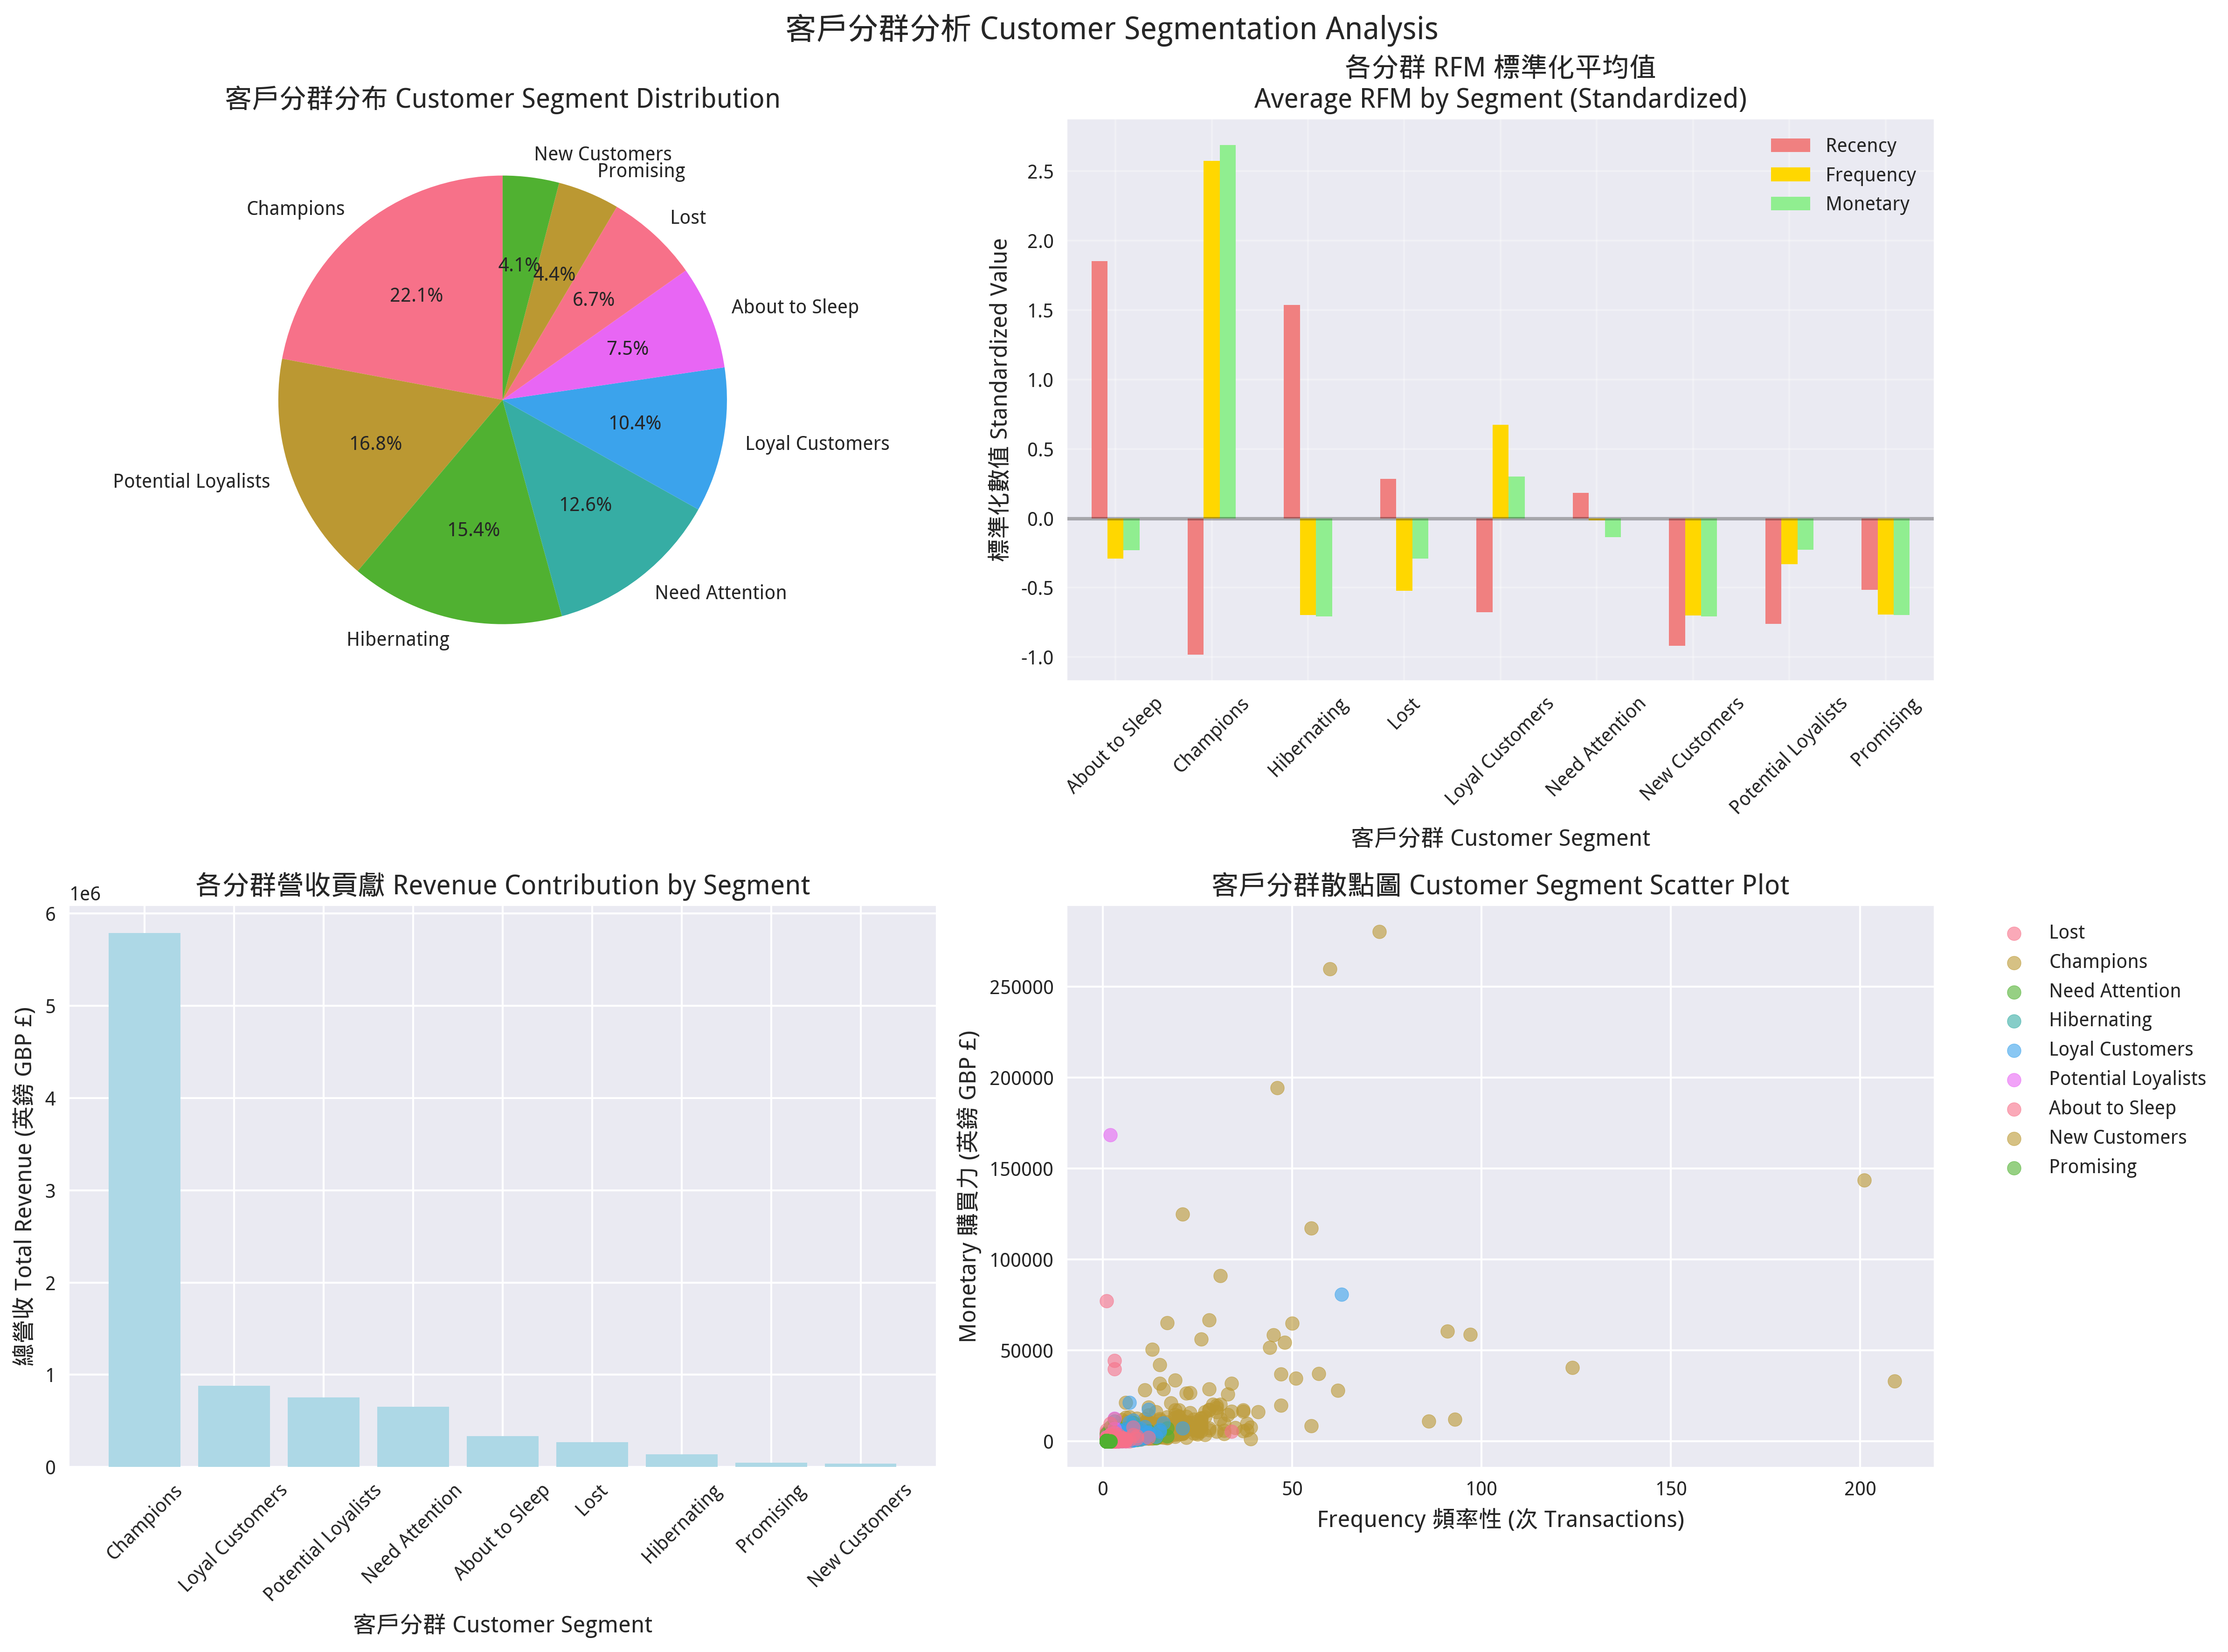 客戶分群分析 Customer Segmentation Analysis
客戶分群分布 Customer Segment Distribution
New Customers
Promising
Lost
Champions
About to Sleep
Loyal Customers
Potential Loyalists
Need Attention
Hibernating
4.1%
4.4%
6.7%
22.1%
7.5%
10.4%
16.8%
12.6%
15.4%
各分群 RFM 標準化平均值
Average RFM by Segment (Standardized)
Recency
Frequency
Monetary
標準化數值 Standardized Value
2.5
2.0
1.5
1.0
0.5
0.0
-0.5
-1.0
About to Sleep
Champions
Hibernating
Lost
Loyal Customers
Need Attention
New Customers
Potential Loyalists
Promising
客戶分群 Customer Segment
各分群營收貢獻 Revenue Contribution by Segment
1e6
總營收 Total Revenue (英鎊 GBP £)
6
5
4
3
2
1
0
Champions
Loyal Customers
Potential Loyalists
Need Attention
About to Sleep
Lost
Hibernating
Promising
New Customers
客戶分群 Customer Segment
客戶分群散點圖 Customer Segment Scatter Plot
Monetary 購買力 (英鎊 GBP £)
250000
200000
150000
100000
50000
0
0
50
100
150
200
Frequency 頻率性 (次 Transactions)
Lost
Champions
Need Attention
Hibernating
Loyal Customers
Potential Loyalists
About to Sleep
New Customers
Promising